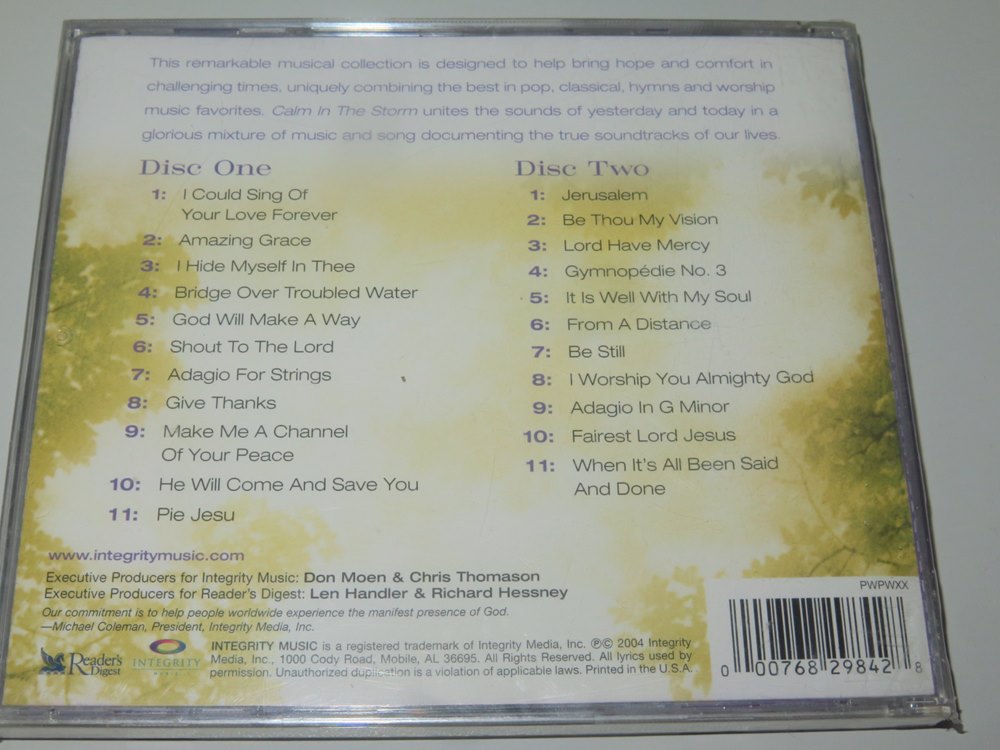 This remarkable musical collection is designed to help bring hope and comfort in
challenging times, uniquely combining the best in pop, classical, hymns and worship
music favorites. Calm In The Storm unites the sounds of yesterday and today in a
glorious mixture of music and song documenting the true soundtracks of our lives.
Disc One
1: I Could Sing Of
Your Love Forever
2: Amazing Grace
3: I Hide Myself In Thee
4: Bridge Over Troubled Water
5: God Will Make A Way
6: Shout To The Lord
7: Adagio For Strings
8: Give Thanks
9: Make Me A Channel
Of Your Peace
10: He Will Come And Save You
11: Pie Jesu
Disc Two
1: Jerusalem
2: Be Thou My Vision
3: Lord Have Mercy
4: Gymnopédie No. 3
5: It Is Well With My Soul
6: From A Distance
7: Be Still
8: I Worship You Almighty God
9: Adagio In G Minor
10: Fairest Lord Jesus
11: When It's All Been Said
And Done
www.integritymusic.com
Executive Producers for Integrity Music: Don Moen & Chris Thomason
Executive Producers for Reader's Digest: Len Handler & Richard Hessney
Our commitment is to help people worldwide experience the manifest presence of God.
—Michael Coleman, President, Integrity Media, Inc.
Reader's
Digest
INTEGRITY
INTEGRITY MUSIC is a registered trademark of Integrity Media, Inc. ℗© 2004 Integrity
Media, Inc., 1000 Cody Road, Mobile, AL 36695. All Rights Reserved. All lyrics used by
permission. Unauthorized duplication is a violation of applicable laws. Printed in the U.S.A.
PWPWXX
0 00768 29842 8